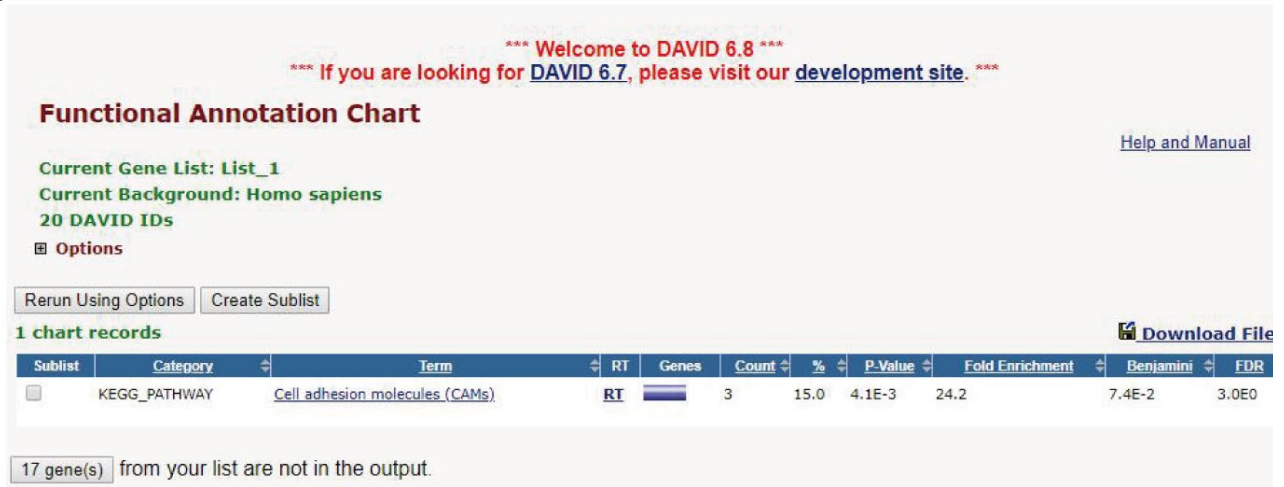 *** Welcome to DAVID 6.8 ***
*** If you are looking for DAVID 6.7, please visit our development site. ***
Functional Annotation Chart
Help and Manual
Current Gene List: List_1
Current Background: Homo sapiens
20 DAVID IDs
Options
Rerun Using Options Create Sublist
1 chart records Download File
Sublist Category Term RT Genes Count % P-Value Fold Enrichment Benjamini FDR
KEGG_PATHWAY Cell adhesion molecules (CAMs) RT 3 15.0 4.1E-3 24.2 7.4E-2 3.0E0
17 gene(s) from your list are not in the output.